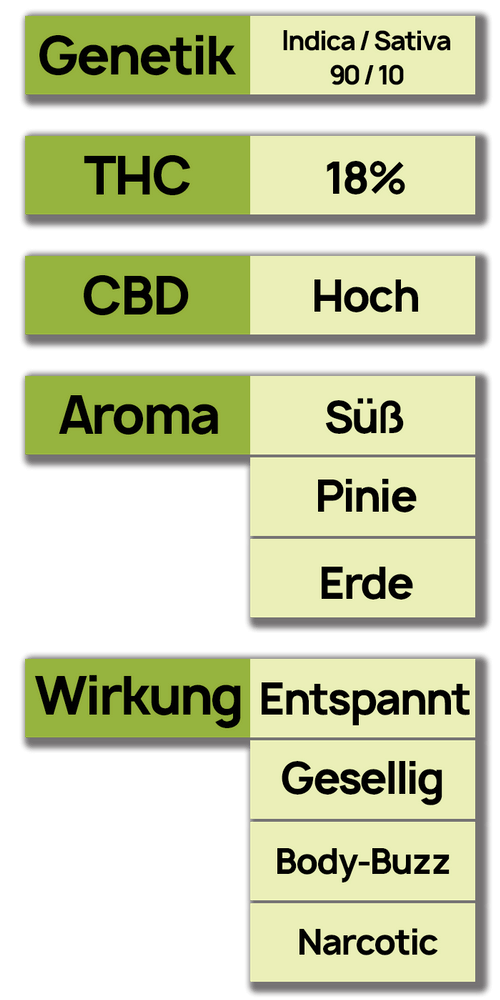 Genetik
Indica / Sativa
90 / 10
THC
18%
CBD
Hoch
Aroma
Süß
Pinie
Erde
Wirkung
Entspannt
Gesellig
Body-Buzz
Narcotic